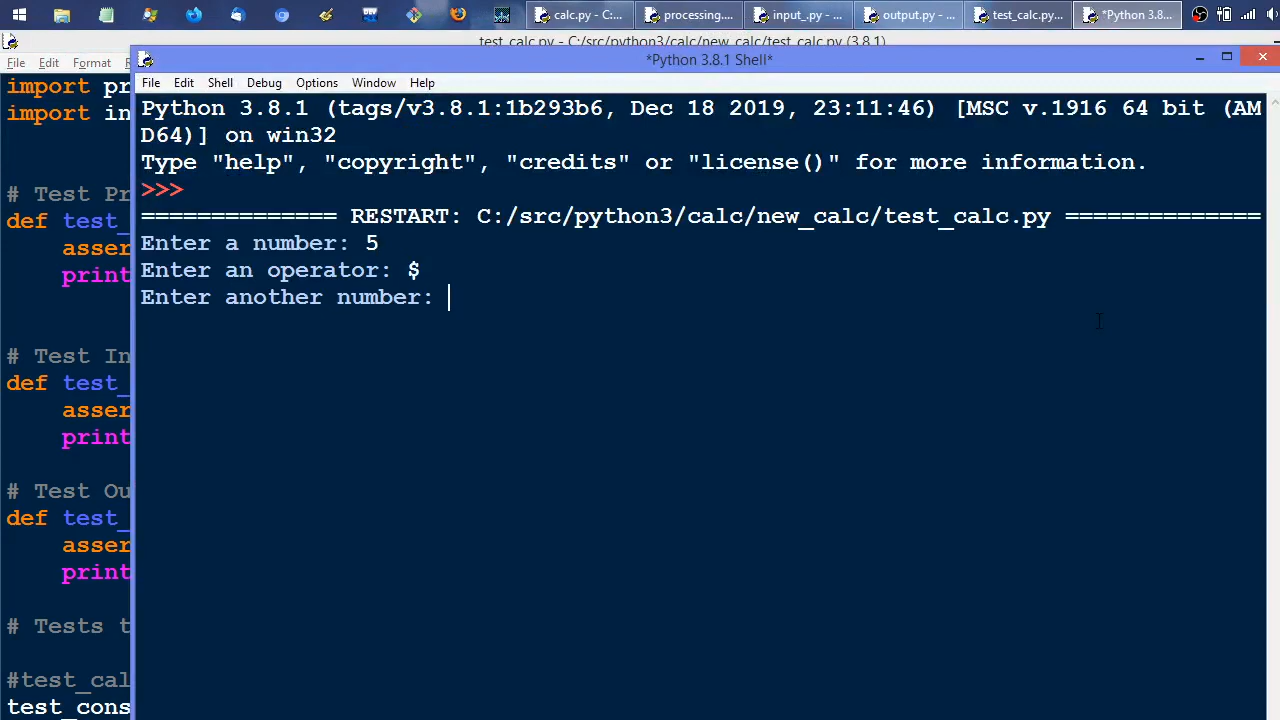 calc.py - C:...
processing....
input_.py - ...
output.py - ...
test_calc.py...
*Python 3.8...
test_calc.py - C:/src/python3/calc/new_calc/test_calc.py (3.8.1)
File Edit Format
*Python 3.8.1 Shell*
File Edit Shell Debug Options Window Help
import pr
import in
# Test Pr
def test_
asser
print
# Test In
def test_
asser
print
# Test Ou
def test_
asser
print
# Tests t
#test_cal
test_cons
Python 3.8.1 (tags/v3.8.1:1b293b6, Dec 18 2019, 23:11:46) [MSC v.1916 64 bit (AM
D64)] on win32
Type "help", "copyright", "credits" or "license()" for more information.
>>>
============== RESTART: C:/src/python3/calc/new_calc/test_calc.py ==============
Enter a number: 5
Enter an operator: $
Enter another number: